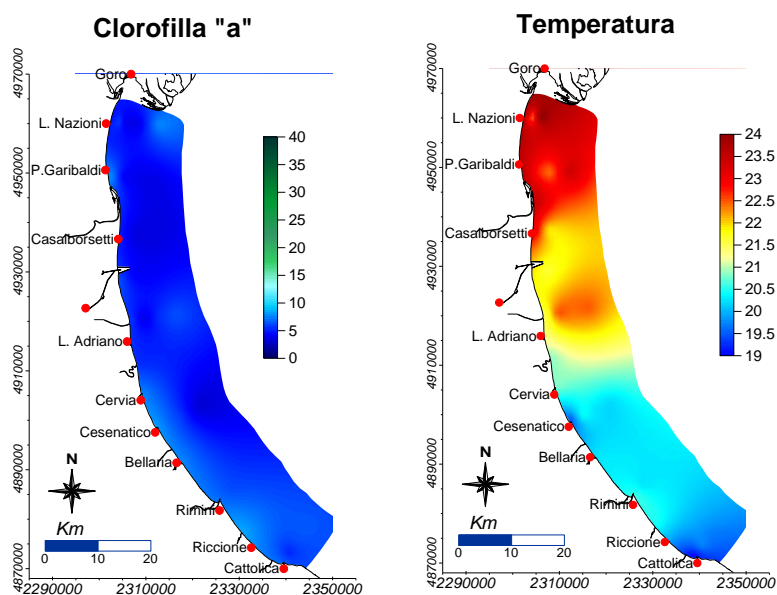 Clorofilla "a"
4970000
4950000
4930000
4910000
4890000
4870000
Goro
L. Nazioni
P.Garibaldi
Casalborsetti
L. Adriano
Cervia
Cesenatico
Bellaria
Rimini
Riccione
Cattolica
40
35
30
25
20
15
10
5
0
N
Km
0 10 20
2290000 2310000 2330000 2350000
Temperatura
4970000
4950000
4930000
4910000
4890000
4870000
Goro
L. Nazioni
P.Garibaldi
Casalborsetti
L. Adriano
Cervia
Cesenatico
Bellaria
Rimini
Riccione
Cattolica
24
23.5
23
22.5
22
21.5
21
20.5
20
19.5
19
N
Km
0 10 20
2290000 2310000 2330000 2350000